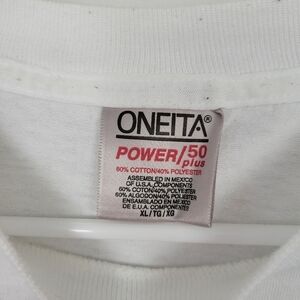 ONEITA®
POWER/50
plus
60% COTTON/40% POLYESTER
ASSEMBLED IN MEXICO
OF U.S.A. COMPONENTS
60% COTON/40% POLYESTER
60% ALGODON/40% POLIESTER
ENSAMBLADO EN MEXICO
DE E.U.A. COMPONENTES
XL/TG/XG